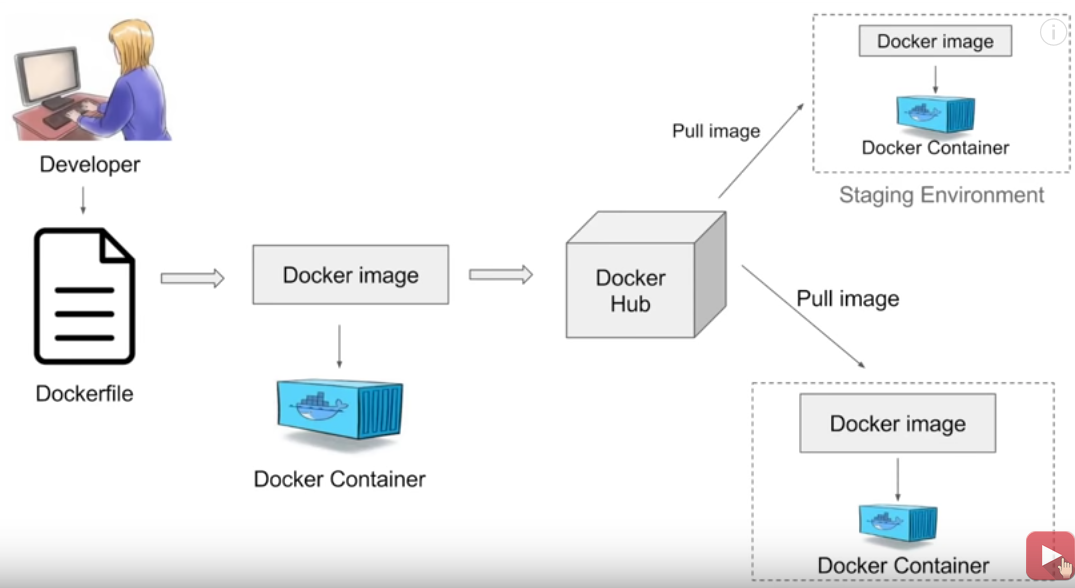 Developer
Dockerfile
Docker image
Docker Container
Docker
Hub
Pull image
Docker image
Docker Container
Staging Environment
Pull image
Docker image
Docker Container